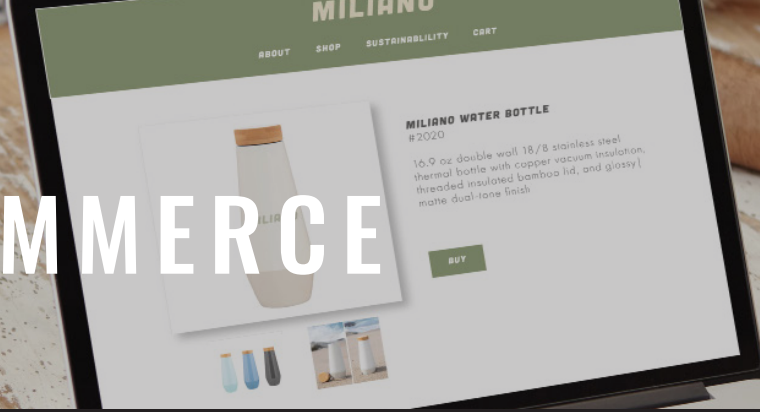 MILIANO
ABOUT SHOP SUSTAINABLILITY CART
MILIANO WATER BOTTLE
#2020
16.9 oz double wall 18/8 stainless steel
thermal bottle with copper vacuum insulation,
threaded insulated bamboo lid, and glossy|
matte dual-tone finish
MMERCE
BUY